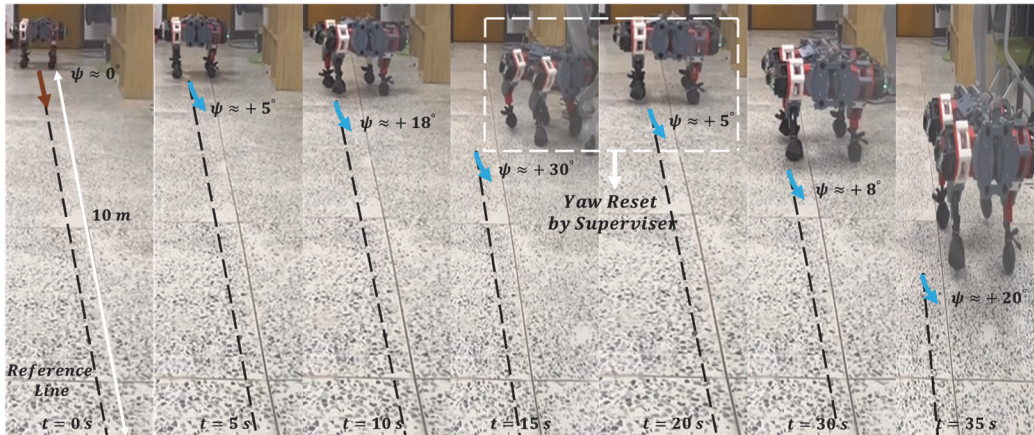 ψ ≈ 0°
10 m
Reference
Line
t = 0 s
ψ ≈ + 5°
t = 5 s
ψ ≈ + 18°
t = 10 s
ψ ≈ + 30°
t = 15
Yaw Reset
by Superviser
ψ ≈ + 5°
t = 20 s
ψ ≈ + 8°
t = 30 s
ψ ≈ + 20°
t = 35 s